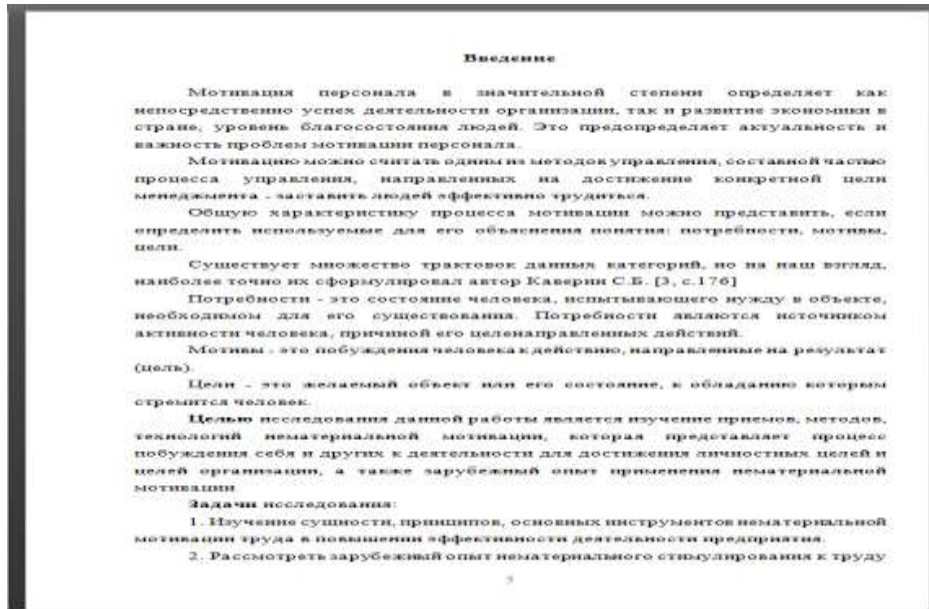 Введение
Мотивация персонала в значительной степени определяет как
непосредственно успех деятельности организации, так и развитие экономики в
стране, уровень благосостояния людей. Это предопределяет актуальность и
важность проблем мотивации персонала.
Мотивацию можно считать одним из методов управления, составной частью
процесса управления, направленных на достижение конкретной цели
менеджмента - заставить людей эффективно трудиться.
Общую характеристику процесса мотивации можно представить, если
определить используемые для его объяснения понятия: потребности, мотивы,
цели.
Существует множество трактовок данных категорий, но на наш взгляд,
наиболее точно их сформулировал автор Каверин С.Б. [3, с.176]
Потребности - это состояние человека, испытывающего нужду в объекте,
необходимом для его существования. Потребности являются источником
активности человека, причиной его целенаправленных действий.
Мотивы - это побуждения человека к действию, направленные на результат
(цель).
Цели - это желаемый объект или его состояние, к обладанию которым
стремится человек.
Целью исследования данной работы является изучение приемов, методов,
технологий нематериальной мотивации, которая представляет процесс
побуждения себя и других к деятельности для достижения личностных целей и
целей организации, а также зарубежный опыт применения нематериальной
мотивации
Задачи исследования:
1. Изучение сущности, принципов, основных инструментов нематериальной
мотивации труда в повышении эффективности деятельности предприятия.
2. Рассмотреть зарубежный опыт нематериального стимулирования к труду